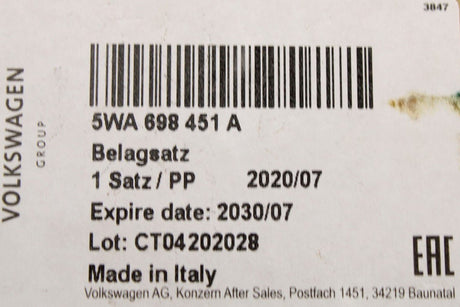 3847
VOLKSWAGEN
GROUP
5WA 698 451 A
Belagsatz
1 Satz / PP 2020/07
Expire date: 2030/07
Lot: CT04202028
Made in Italy
EAC
Volkswagen AG, Konzern After Sales, Postfach 1451, 34219 Baunatal